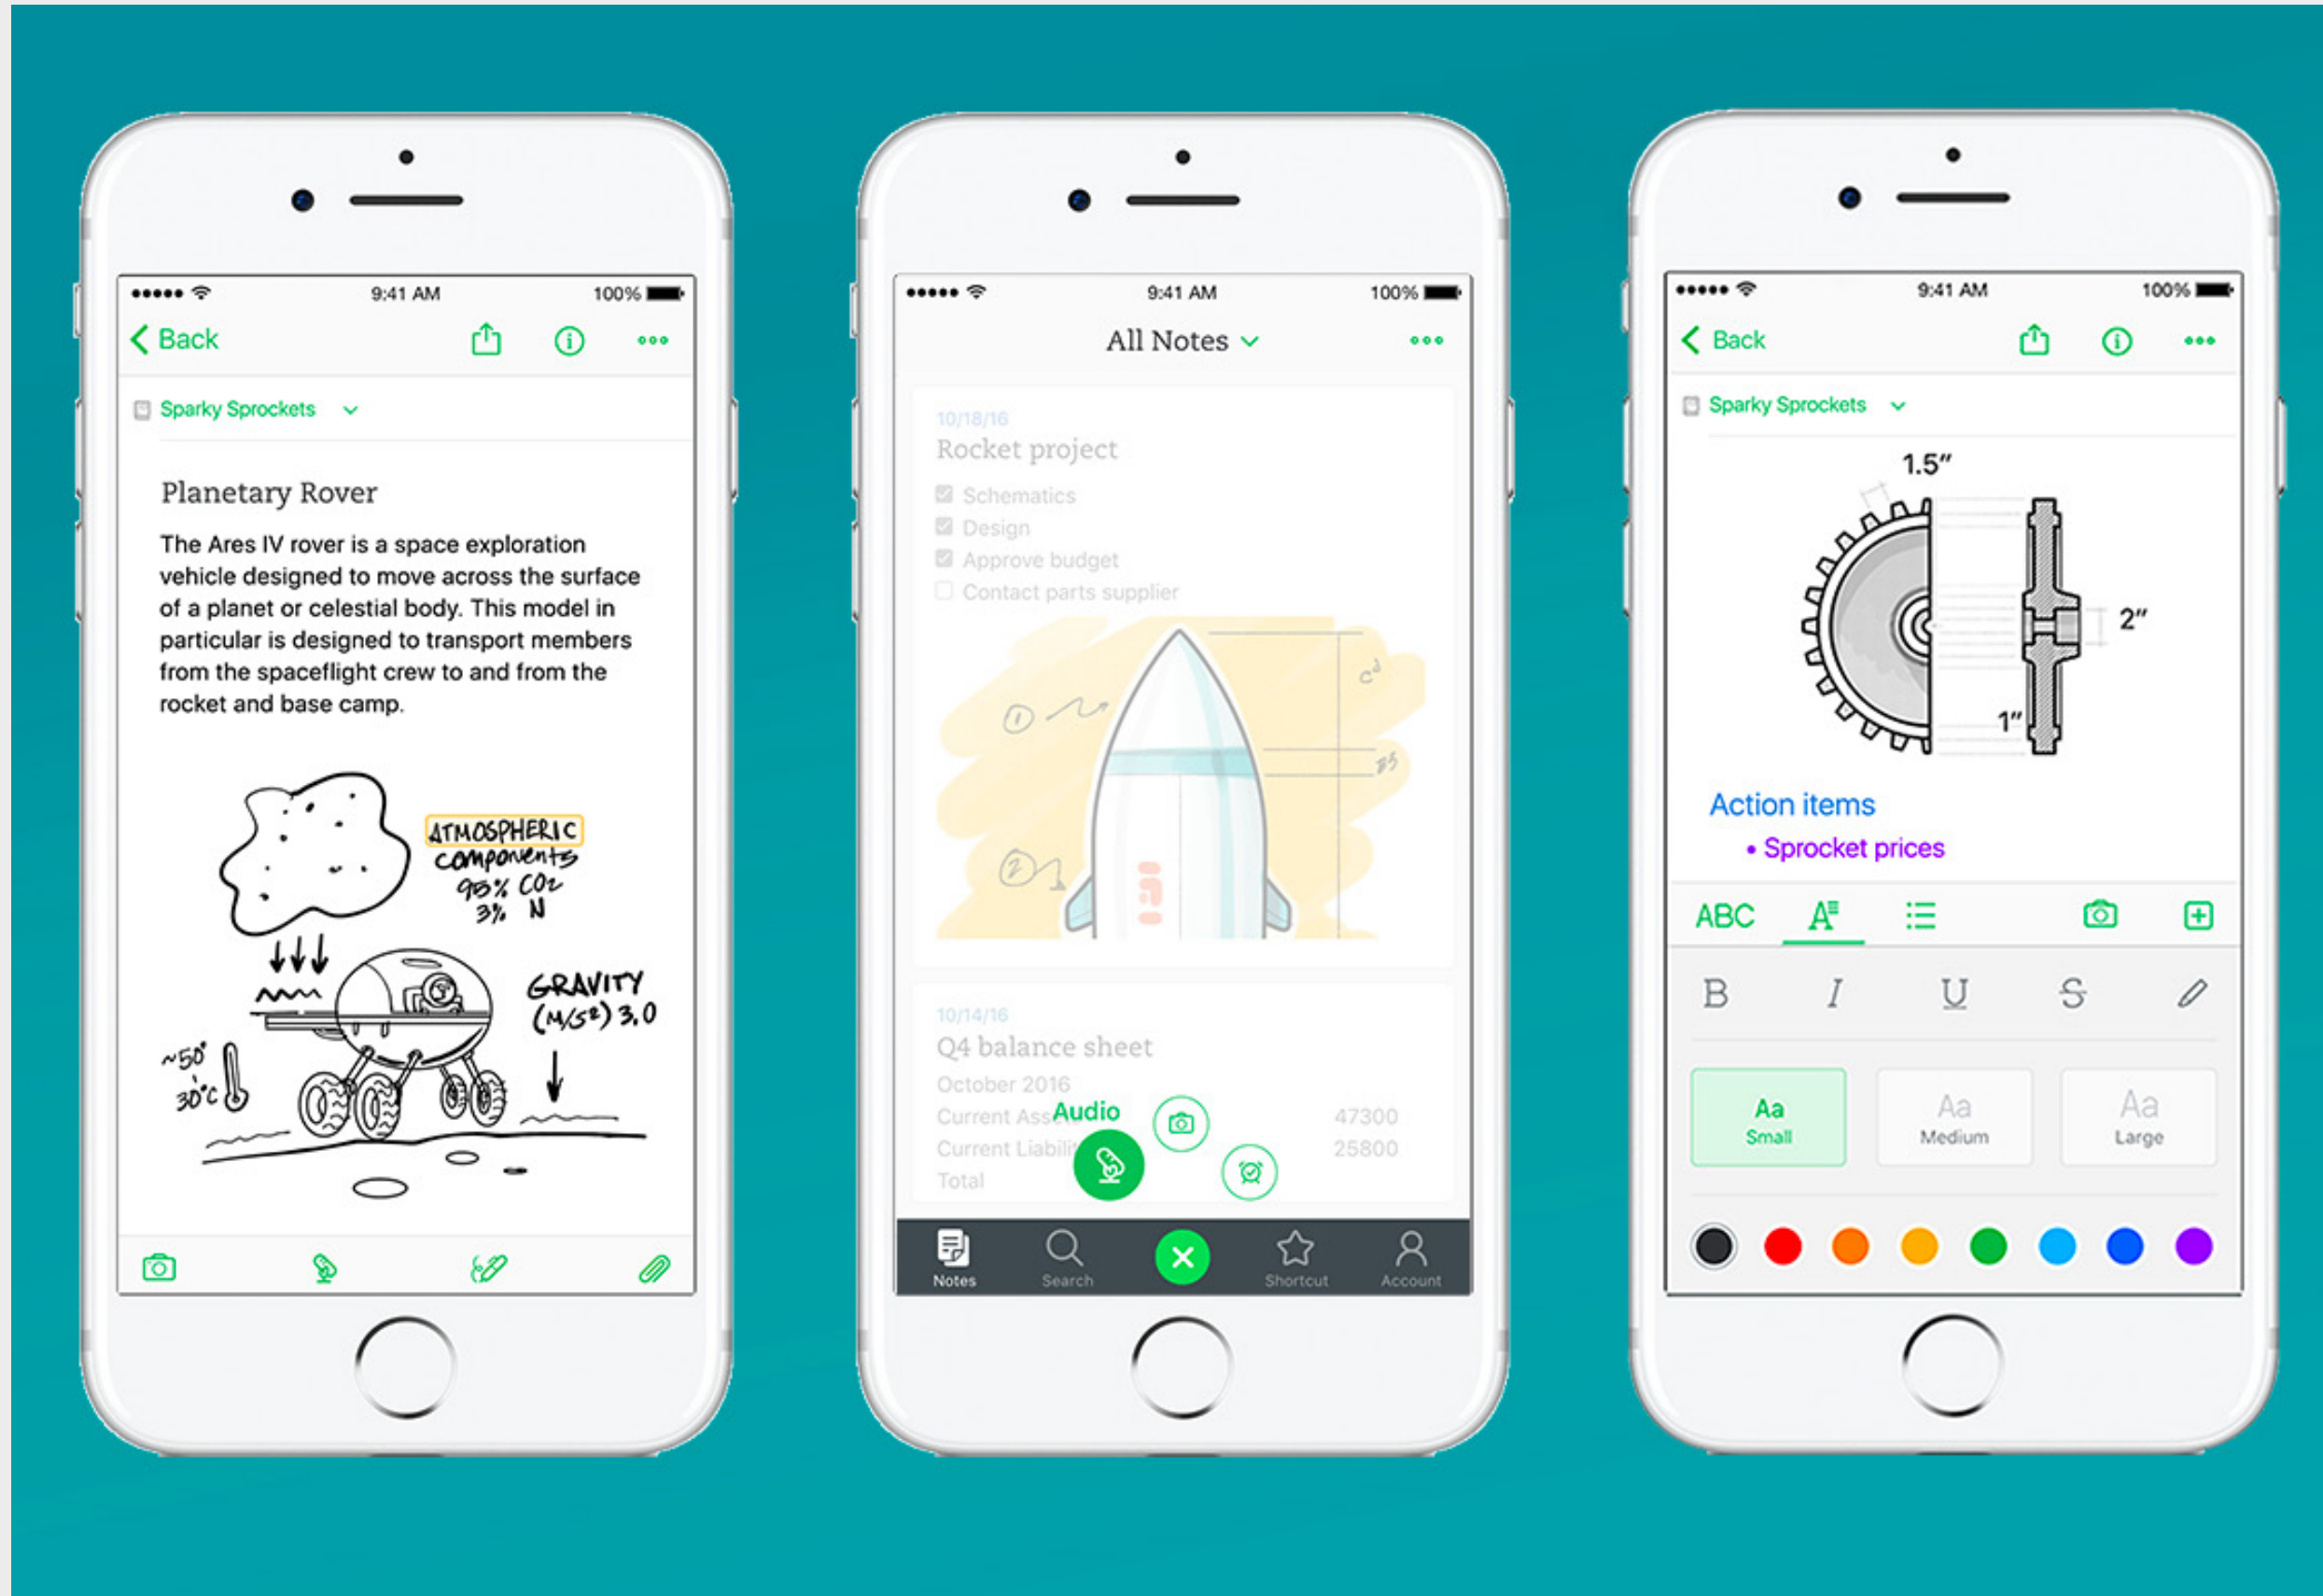 9:41 AM
100%
Back
Sparky Sprockets
Planetary Rover
The Ares IV rover is a space exploration
vehicle designed to move across the surface
of a planet or celestial body. This model in
particular is designed to transport members
from the spaceflight crew to and from the
rocket and base camp.
ATMOSPHERIC
components
95% CO2
3% N
GRAVITY
(M/S²) 3.0
~50°
30°C
9:41 AM
100%
All Notes
10/18/16
Rocket project
Schematics
Design
Approve budget
Contact parts supplier
1
2
10/14/16
Q4 balance sheet
October 2016
Audio
Current Ass 47300
Current Liabilit 25800
Total
Notes
Search
Shortcut
Account
9:41 AM
100%
Back
Sparky Sprockets
1.5"
2"
1"
Action items
• Sprocket prices
ABC A
B I U S
Aa Aa Aa
Small Medium Large